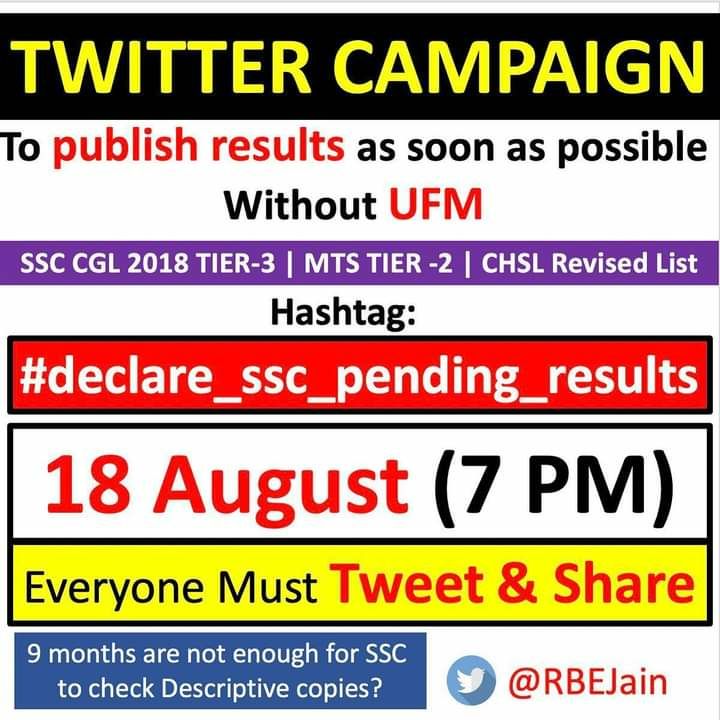 TWITTER CAMPAIGN
To publish results as soon as possible
Without UFM
SSC CGL 2018 TIER-3 | MTS TIER -2 | CHSL Revised List
Hashtag:
#declare_ssc_pending_results
18 August (7 PM)
Everyone Must Tweet & Share
9 months are not enough for SSC
to check Descriptive copies?
@RBEJain